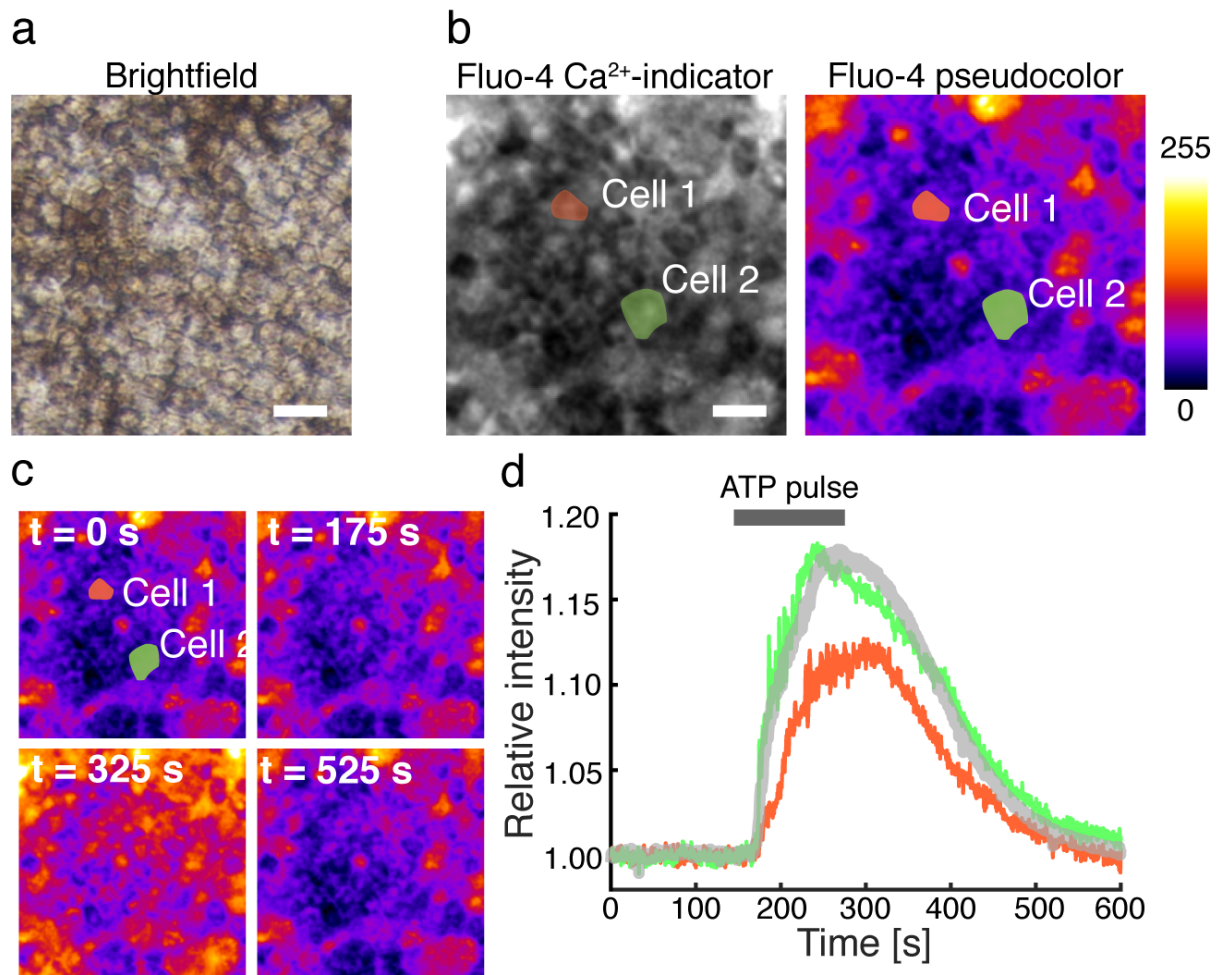 a
Brightfield
b
Fluo-4 Ca²⁺-indicator
Fluo-4 pseudocolor
Cell 1
Cell 2
Cell 1
Cell 2
255
0
c
t = 0 s
Cell 1
Cell 2
t = 175 s
t = 325 s
t = 525 s
d
ATP pulse
Relative intensity
1.20
1.15
1.10
1.05
1.00
0 100 200 300 400 500 600
Time [s]